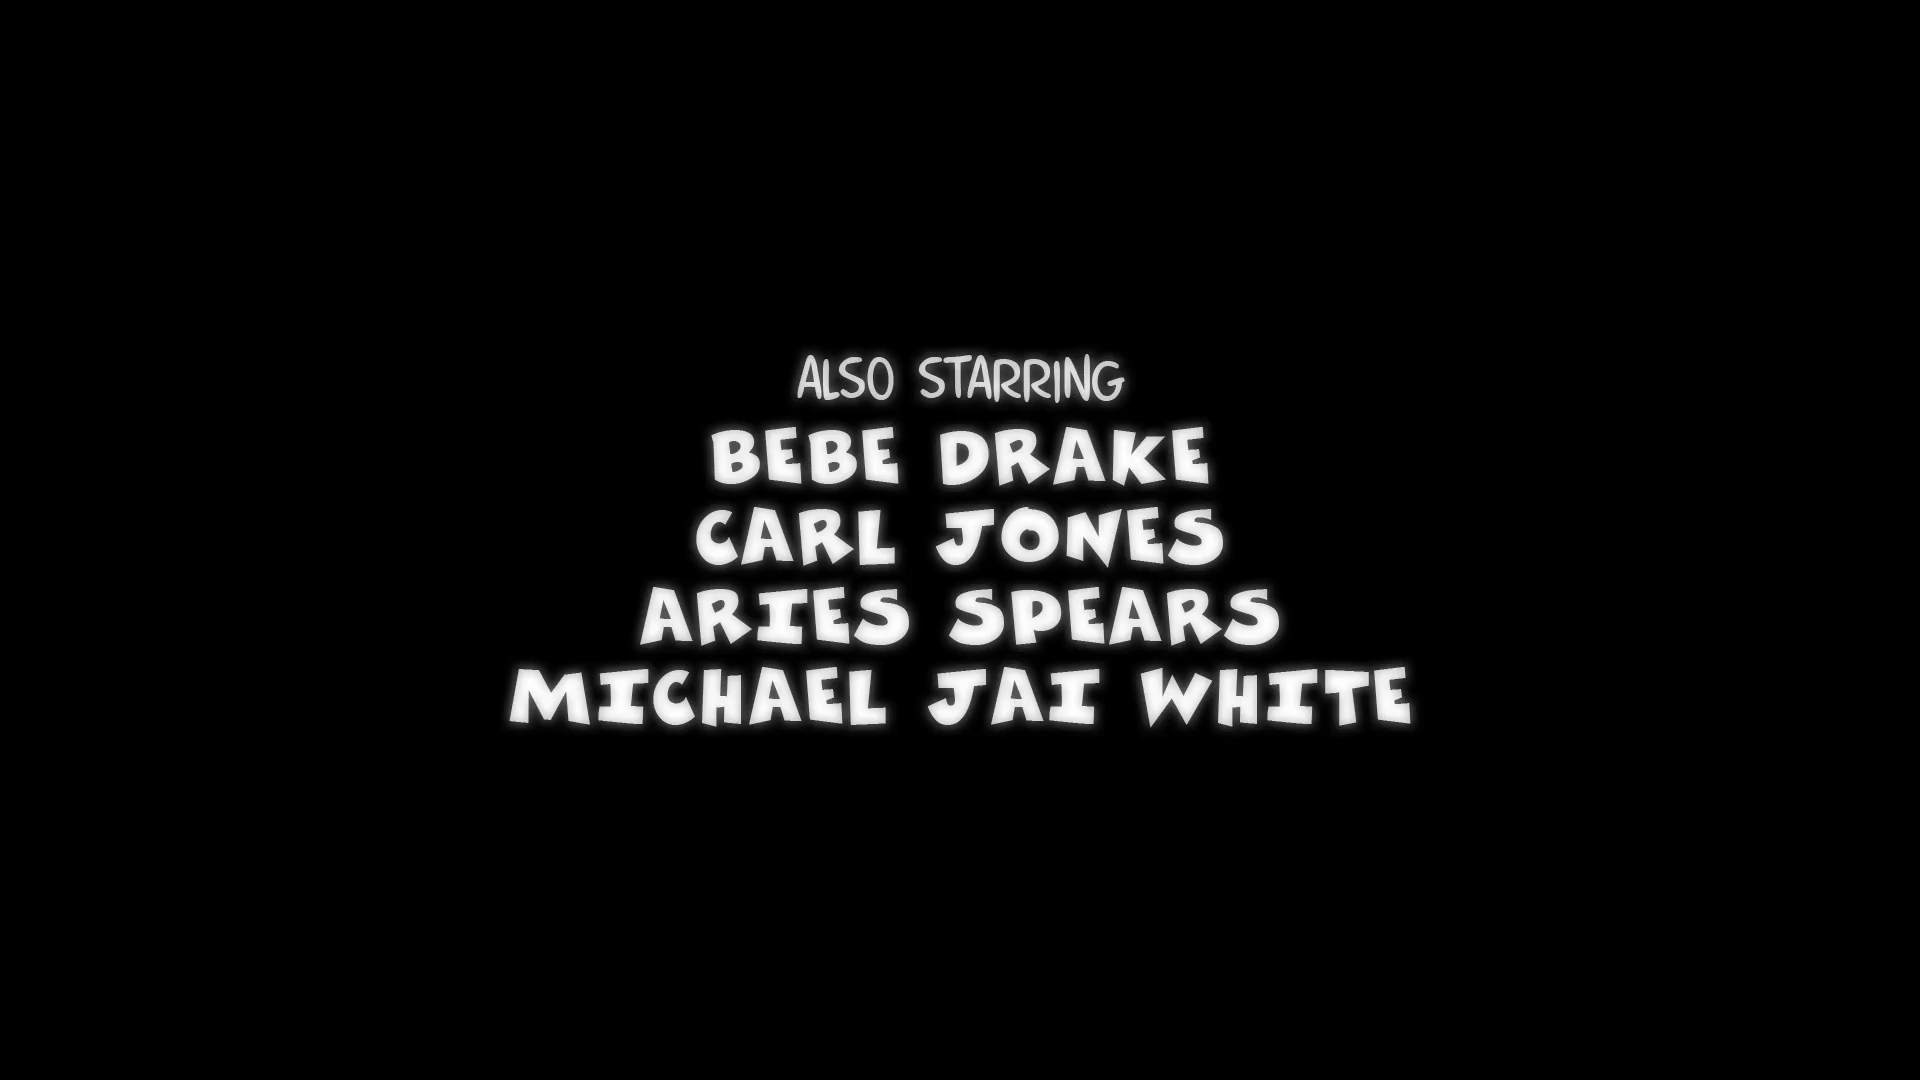 ALSO STARRING
BEBE DRAKE
CARL JONES
ARIES SPEARS
MICHAEL JAI WHITE